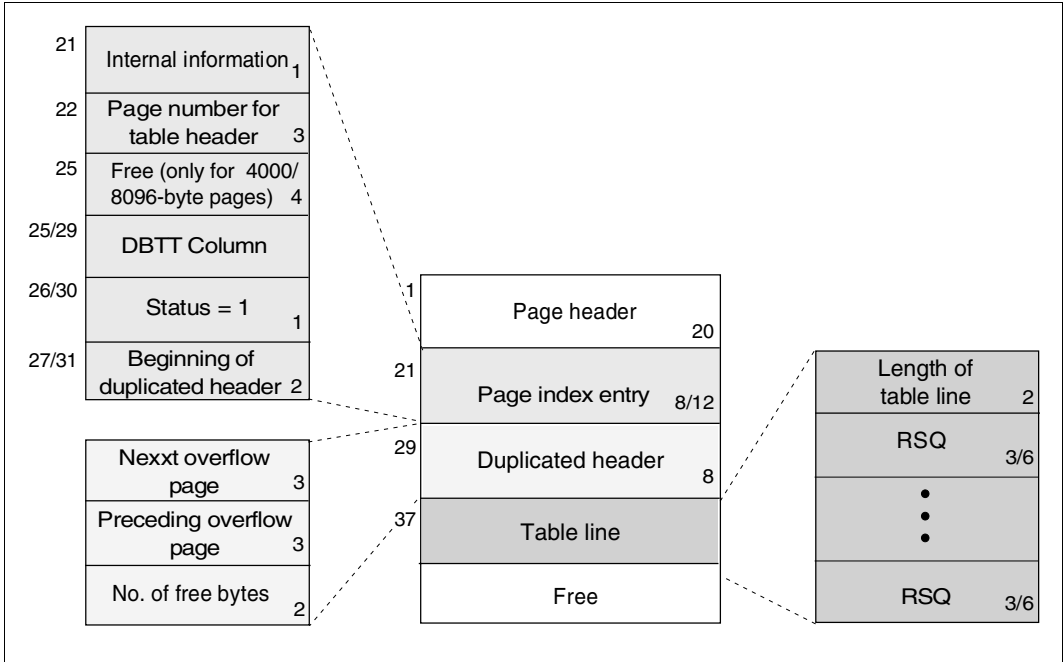 21
Internal information
1
22
Page number for
table header
3
25
Free (only for 4000/
8096-byte pages)
4
25/29
DBTT Column
26/30
Status = 1
1
27/31
Beginning of
duplicated header
2
Nexxt overflow
page
3
Preceding overflow
page
3
No. of free bytes
2
1
Page header
20
21
Page index entry
8/12
29
Duplicated header
8
37
Table line
Free
Length of
table line
2
RSQ
3/6
RSQ
3/6